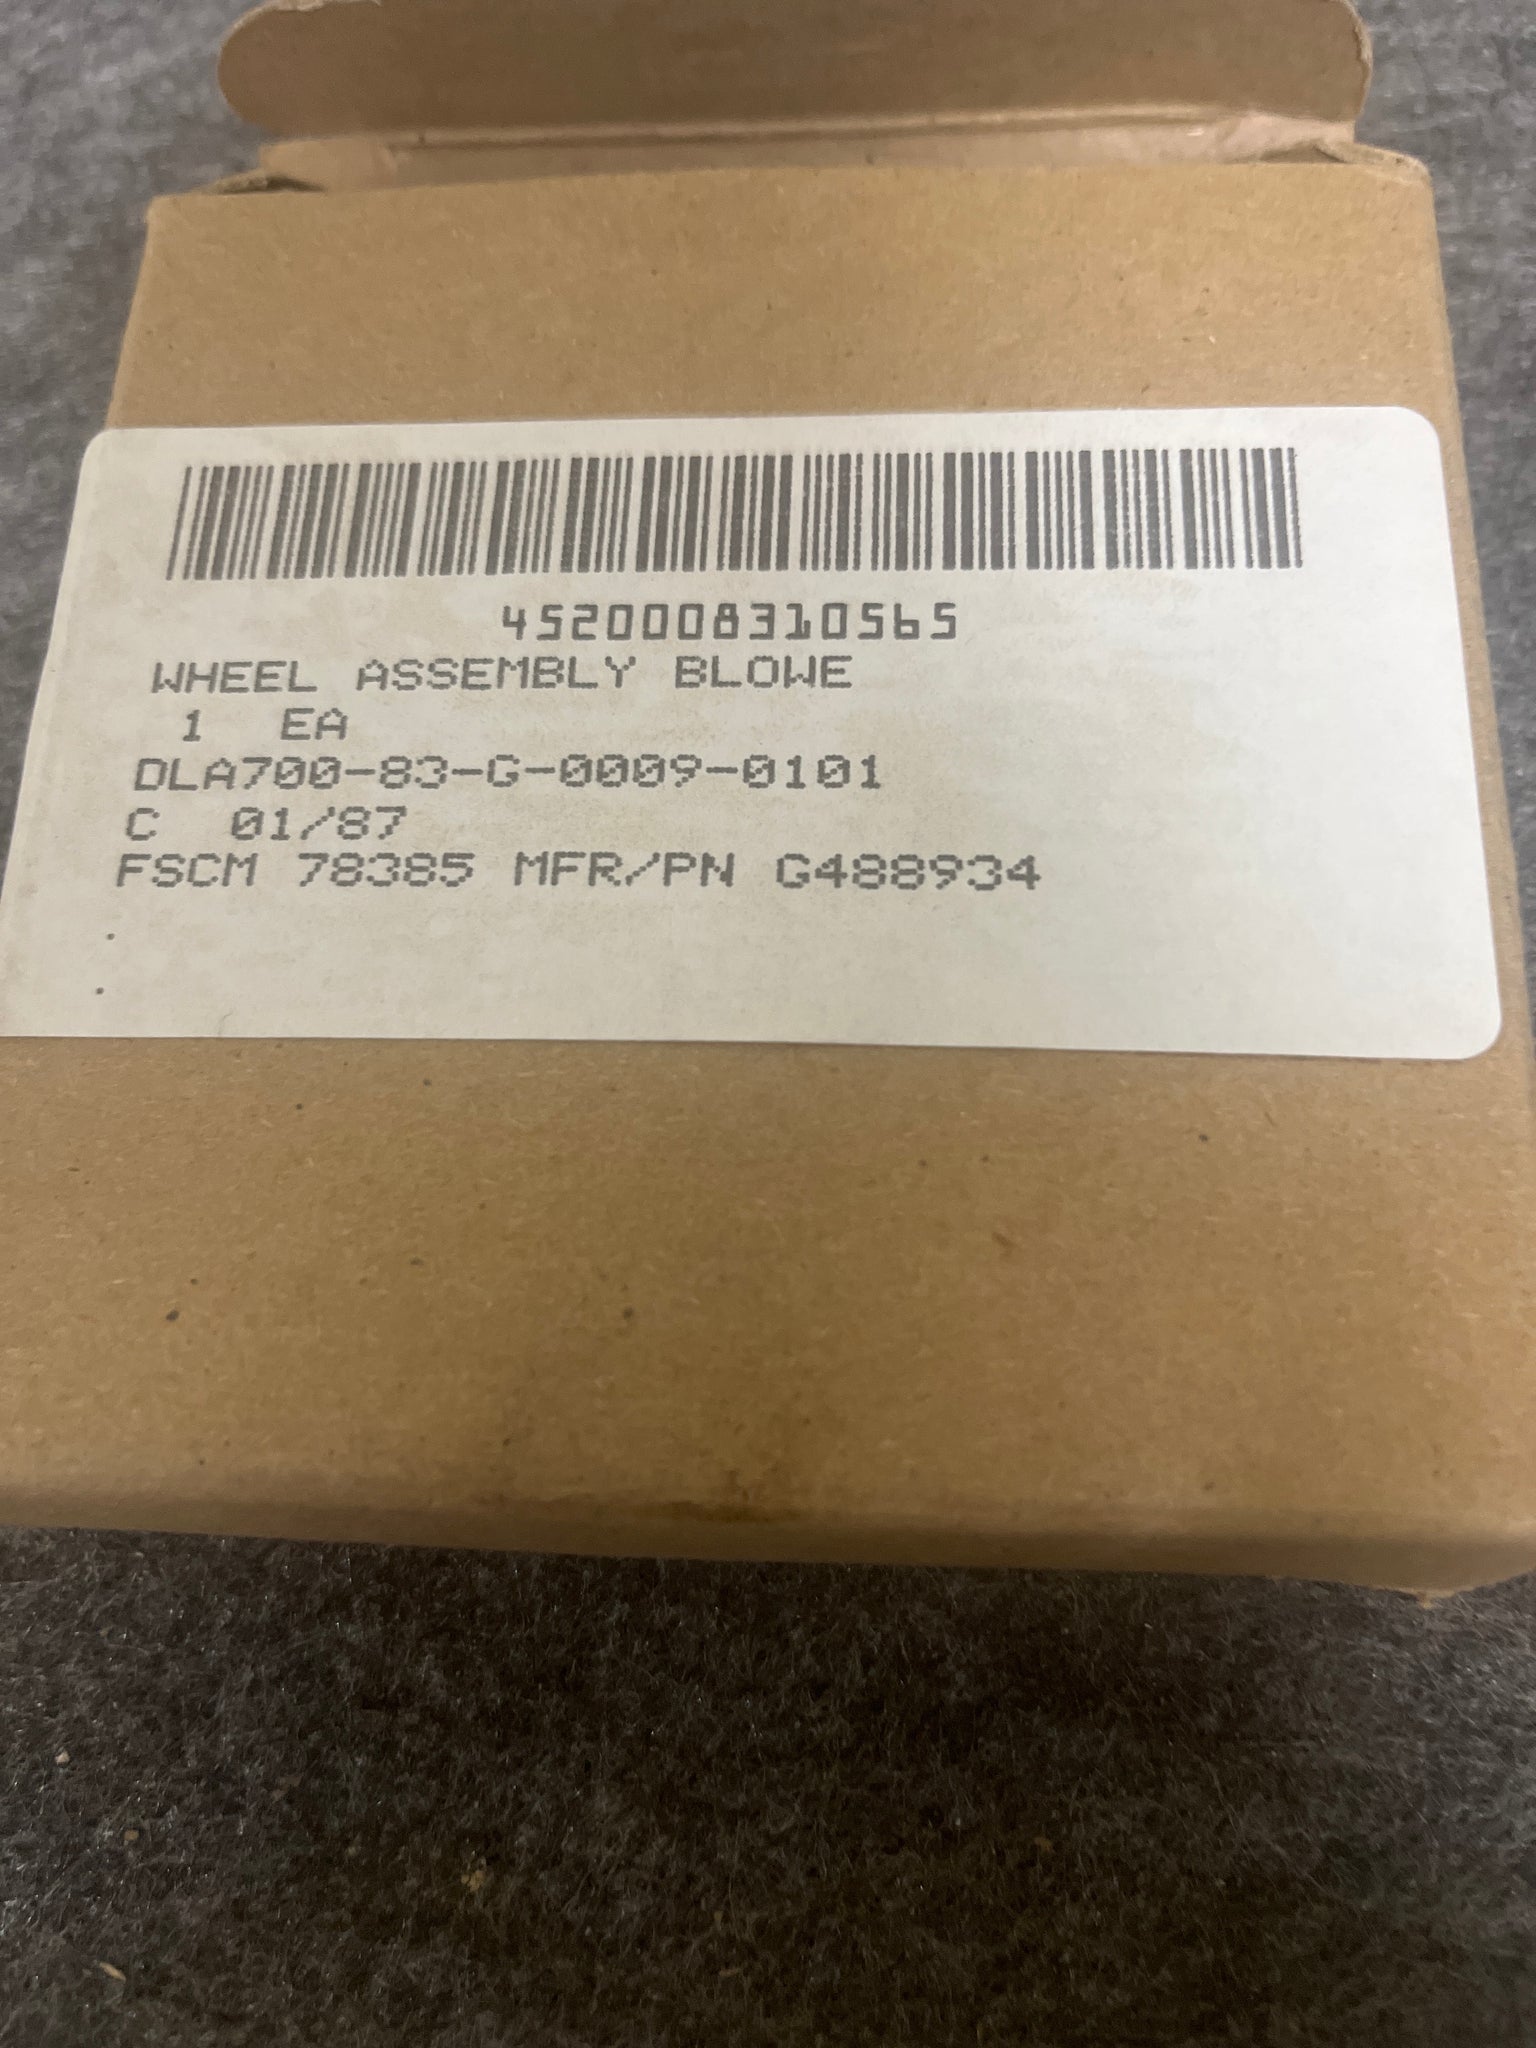 4520008310565
WHEEL ASSEMBLY BLOWE
1 EA
DLA700-83-G-0009-0101
C 01/87
FSCM 78385 MFR/PN G488934